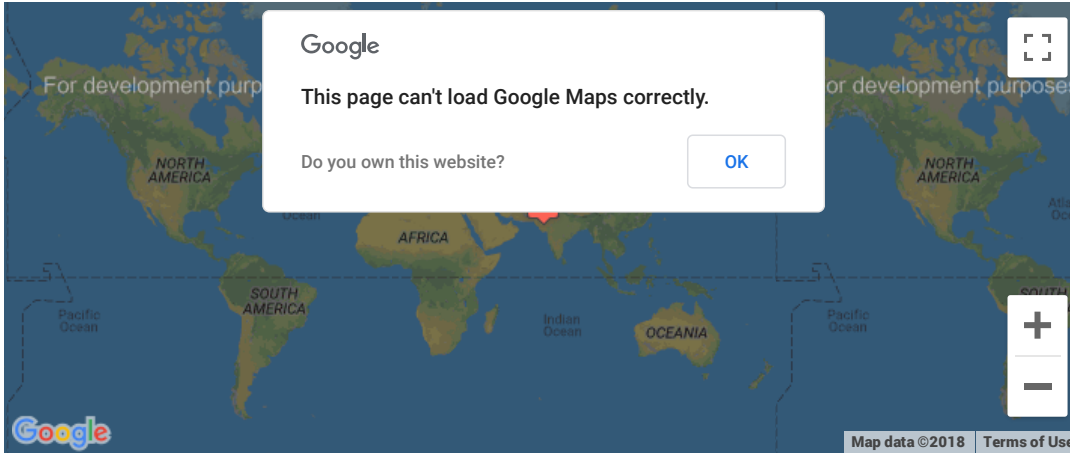 Google
This page can't load Google Maps correctly.
Do you own this website?
OK
For development purp
or development purposes
NORTH
AMERICA
NORTH
AMERICA
Ocean
AFRICA
SOUTH
AMERICA
SOUTH
Pacific
Ocean
Indian
Ocean
OCEANIA
Pacific
Ocean
Google
Map data ©2018
Terms of Use